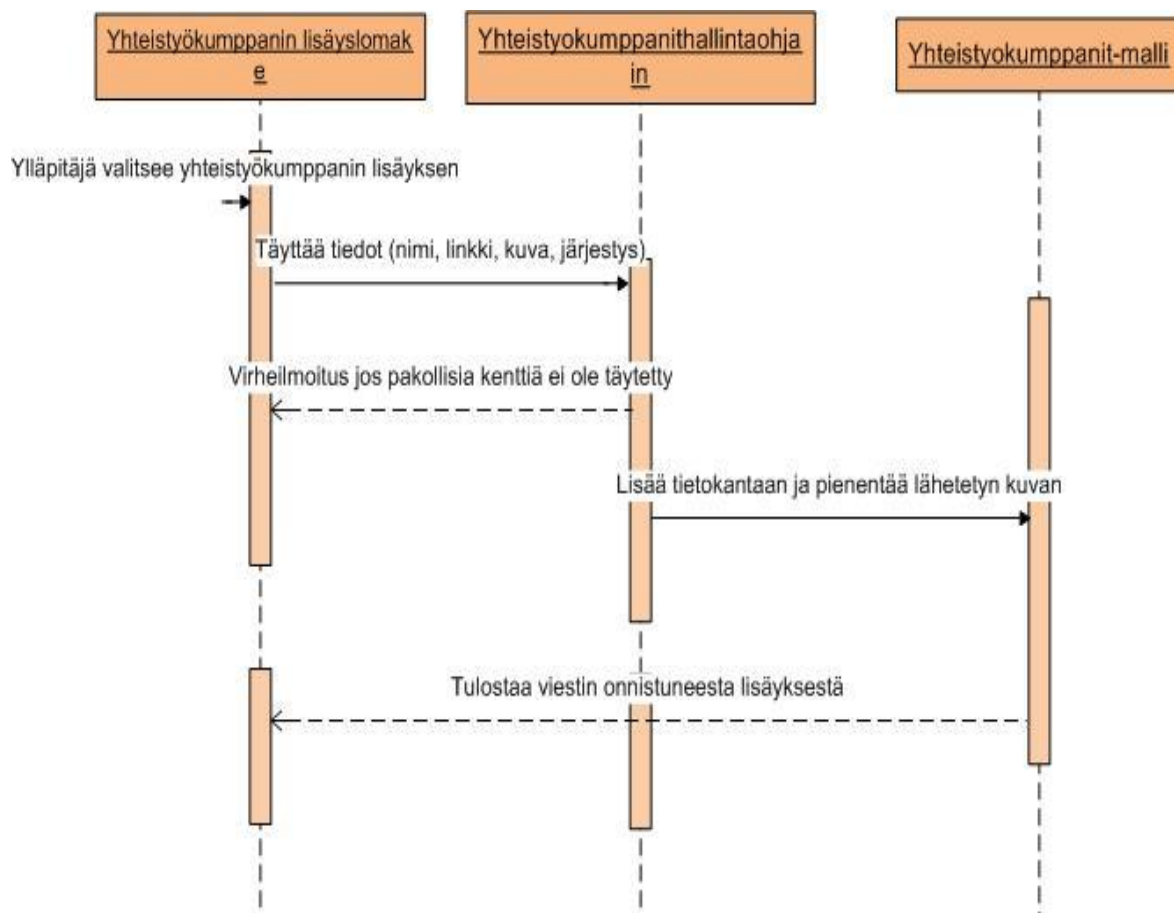 Yhteistyökumppanin lisäyslomak
e
Yhteistyokumppanithallintaohja
in
Yhteistyokumppanit-malli
Ylläpitäjä valitsee yhteistyökumppanin lisäyksen
Täyttää tiedot (nimi, linkki, kuva, järjestys)
Virheilmoitus jos pakollisia kenttiä ei ole täytetty
Lisää tietokantaan ja pienentää lähetetyn kuvan
Tulostaa viestin onnistuneesta lisäyksestä